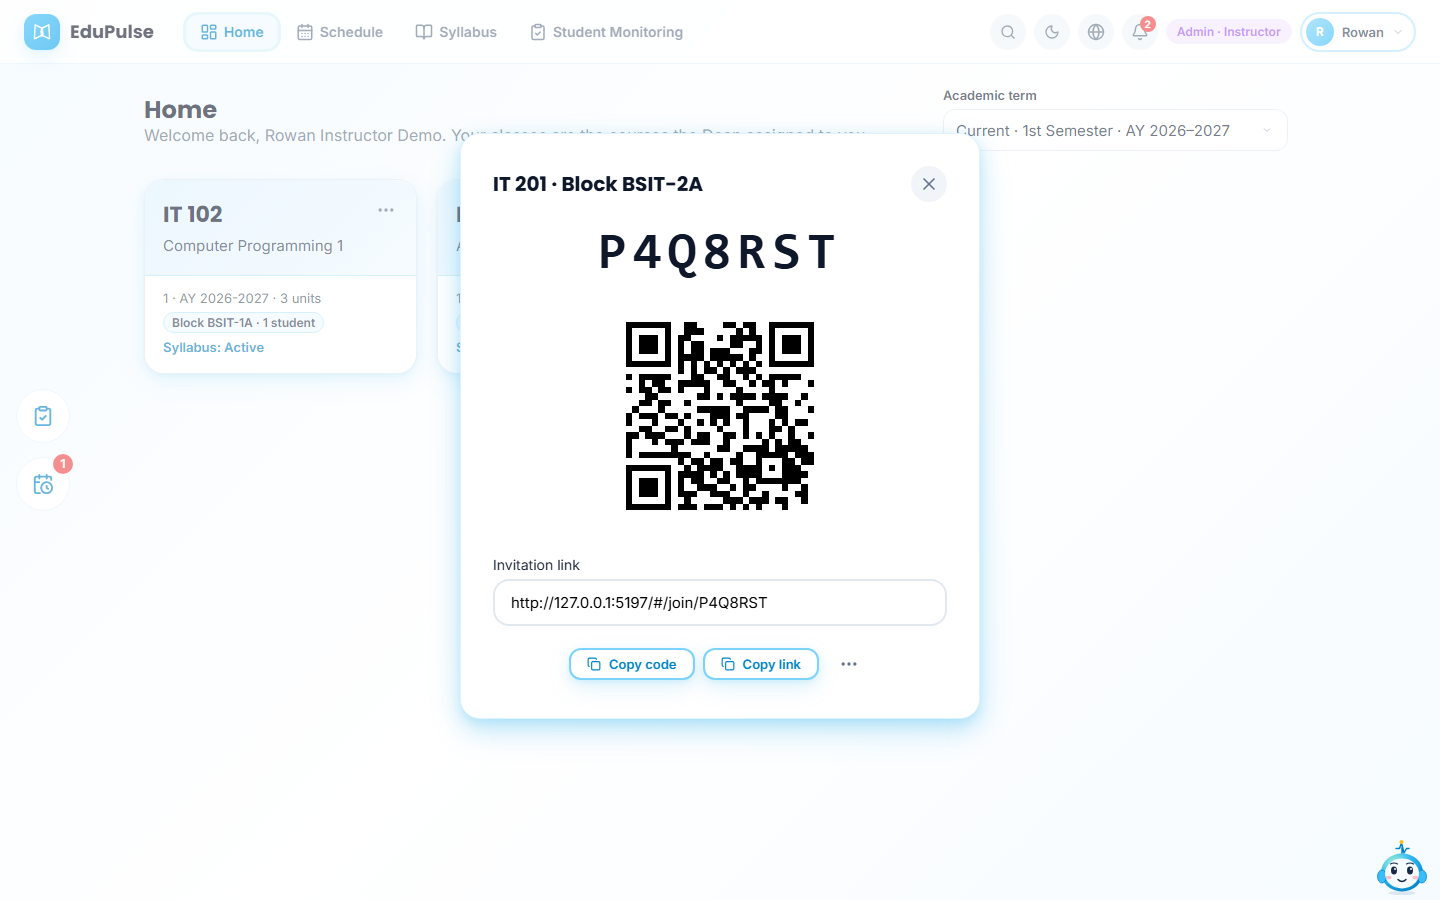 EduPulse
Home
Schedule
Syllabus
Student Monitoring
2
Admin · Instructor
R
Rowan
Home
Welcome back, Rowan Instructor Demo.
Academic term
Current · 1st Semester · AY 2026–2027
IT 102
Computer Programming 1
1 · AY 2026-2027 · 3 units
Block BSIT-1A · 1 student
Syllabus: Active
1
IT 201 · Block BSIT-2A
P4Q8RST
Invitation link
http://127.0.0.1:5197/#/join/P4Q8RST
Copy code
Copy link